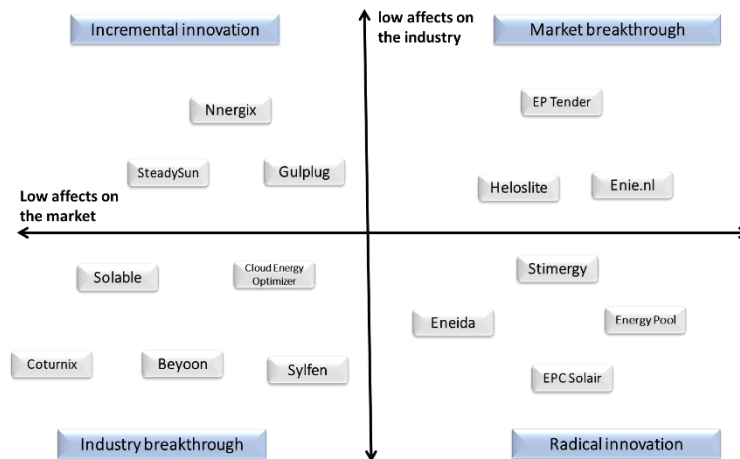 Incremental innovation
low affects on
the industry
Market breakthrough
Nnergix
EP Tender
SteadySun
Gulplug
Heloslite
Enie.nl
Low affects on
the market
Solable
Cloud Energy
Optimizer
Stimergy
Eneida
Energy Pool
Coturnix
Beyoon
Sylfen
EPC Solair
Industry breakthrough
Radical innovation